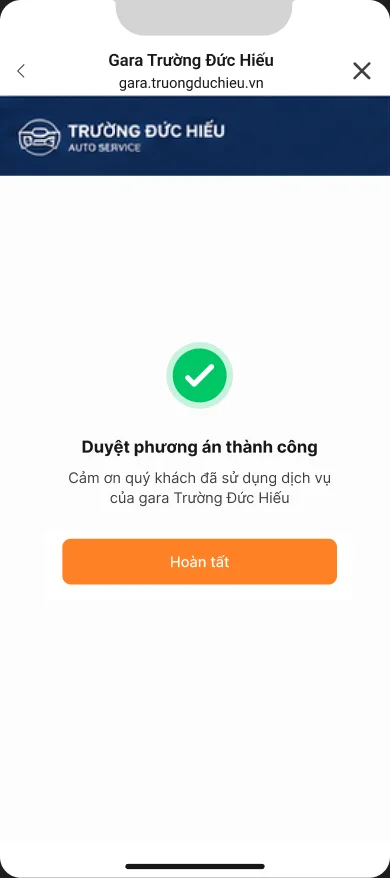 Gara Trường Đức Hiếu
gara.truongduchieu.vn
TRƯỜNG ĐỨC HIẾU
AUTO SERVICE
Duyệt phương án thành công
Cảm ơn quý khách đã sử dụng dịch vụ
của gara Trường Đức Hiếu
Hoàn tất